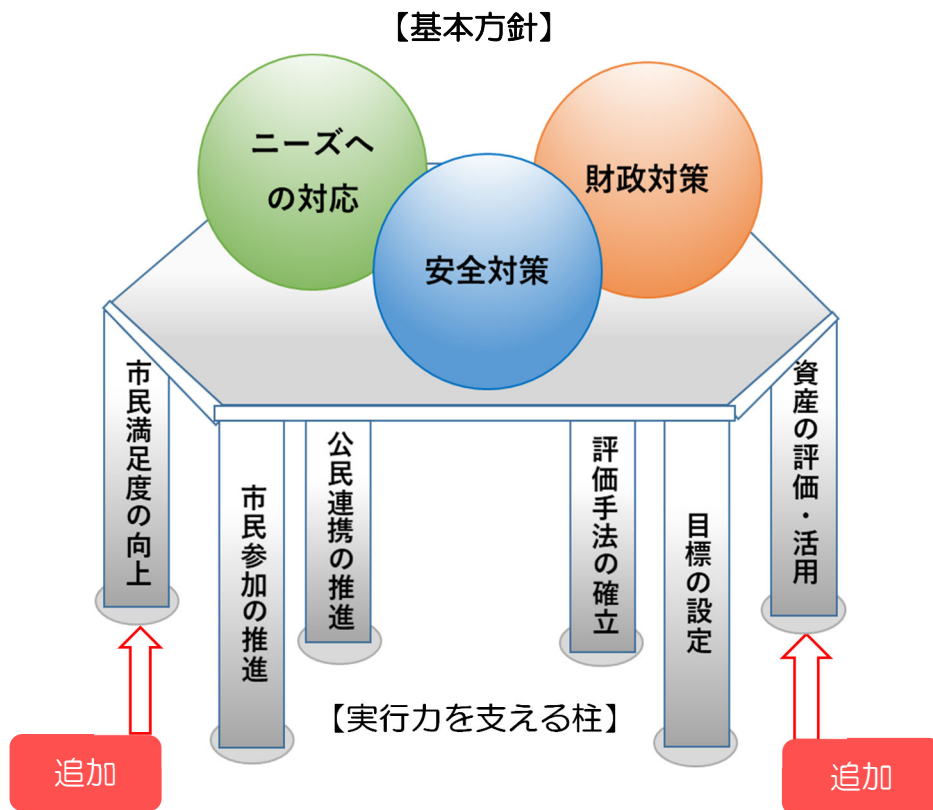 【基本方針】
ニーズへ
の対応
財政対策
安全対策
市民満足度の向上
市民参加の推進
公民連携の推進
評価手法の確立
目標の設定
資産の評価・活用
【実行力を支える柱】
追加
追加